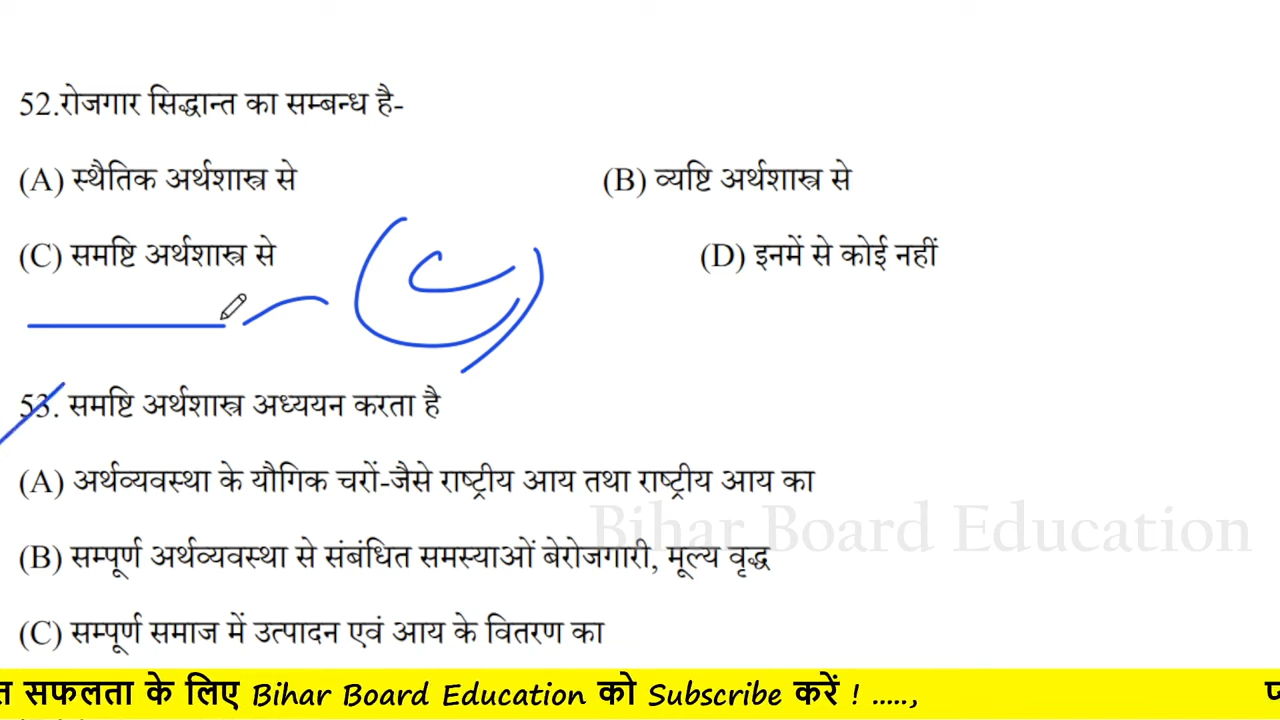 52.रोजगार सिद्धान्त का सम्बन्ध है-
(A) स्थैतिक अर्थशास्त्र से (B) व्यष्टि अर्थशास्त्र से
(C) समष्टि अर्थशास्त्र से (D) इनमें से कोई नहीं
(C)
53. समष्टि अर्थशास्त्र अध्ययन करता है
(A) अर्थव्यवस्था के यौगिक चरों-जैसे राष्ट्रीय आय तथा राष्ट्रीय आय का
Bihar Board Education
(B) सम्पूर्ण अर्थव्यवस्था से संबंधित समस्याओं बेरोजगारी, मूल्य वृद्ध
(C) सम्पूर्ण समाज में उत्पादन एवं आय के वितरण का
सफलता के लिए Bihar Board Education को Subscribe करें ! .....,